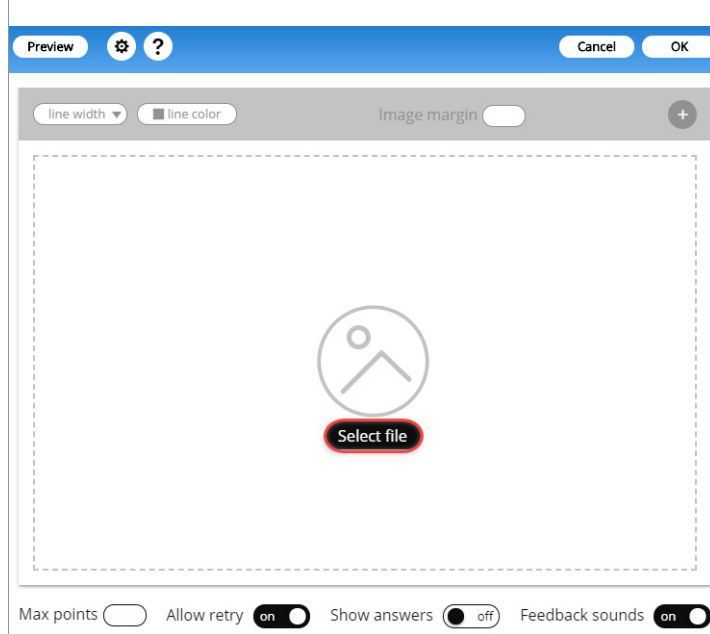 Preview ? Cancel OK
line width line color Image margin +
Select file
Max points Allow retry on Show answers off Feedback sounds on